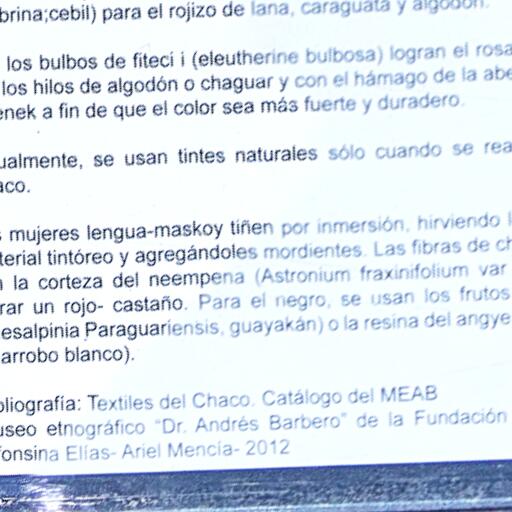 brina;cebil) para el rojizo de lana, caraguatá y algodón.
los bulbos de fiteci i (eleutherine bulbosa) logran el rosa
los hilos de algodón o chaguar y con el hámago de la abe
enek a fin de que el color sea más fuerte y duradero.
ualmente, se usan tintes naturales sólo cuando se rea
aco.
s mujeres lengua-maskoy tiñen por inmersión, hirviendo l
terial tintóreo y agregándoles mordientes. Las fibras de ch
n la corteza del neempena (Astronium fraxinifolium var
rar un rojo- castaño. Para el negro, se usan los frutos
esalpinia Paraguariensis, guayakán) o la resina del angye
arrobo blanco).
bliografía: Textiles del Chaco. Catálogo del MEAB
useo etnográfico “Dr. Andrés Barbero” de la Fundación
fonsina Elías- Ariel Mencía- 2012